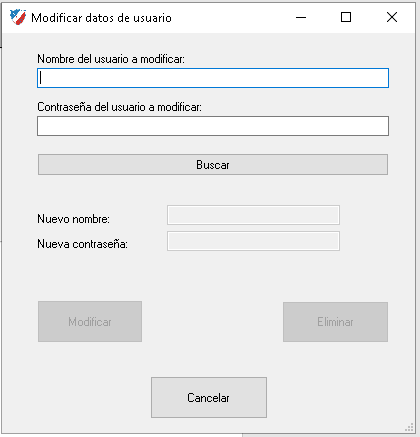 Modificar datos de usuario
Nombre del usuario a modificar:
Contraseña del usuario a modificar:
Buscar
Nuevo nombre:
Nueva contraseña:
Modificar
Eliminar
Cancelar